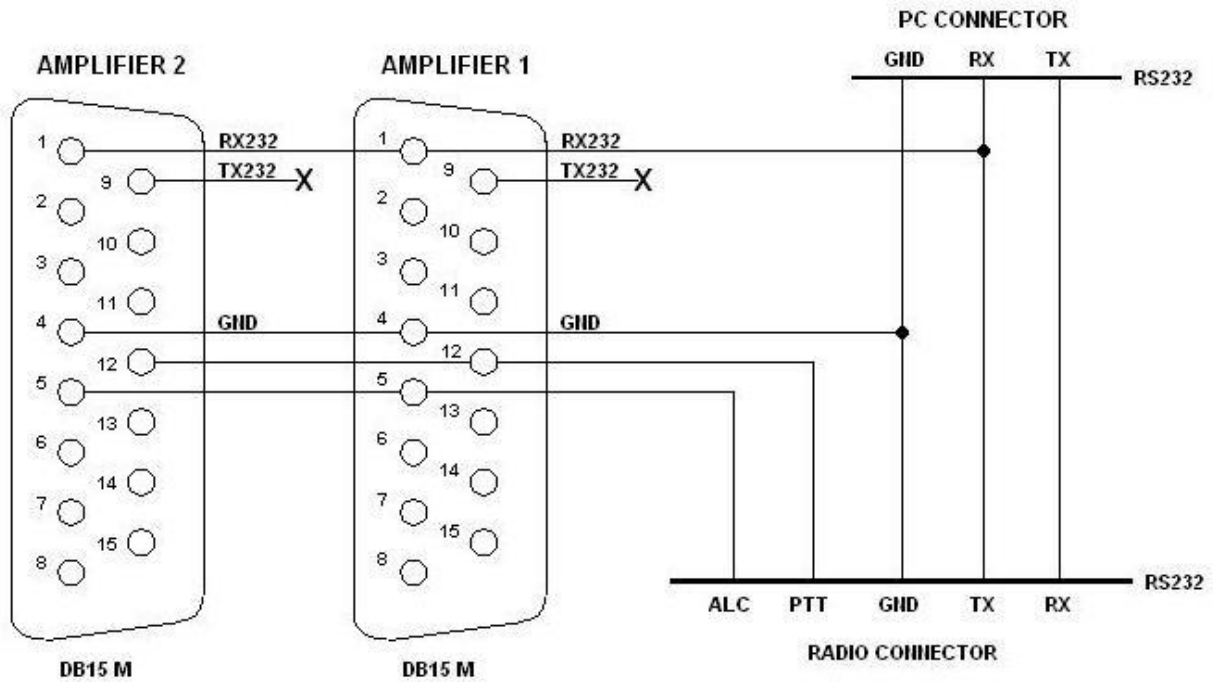 PC CONNECTOR
GND RX TX
RS232
AMPLIFIER 2
AMPLIFIER 1
1 RX232 1 RX232
9 TX232 X 9 TX232 X
2 2
10 10
3 3
11 11
4 GND 4 GND
12 12
5 5
13 13
6 6
14 14
7 7
15 15
8 8
RS232
ALC PTT GND TX RX
RADIO CONNECTOR
DB15 M DB15 M